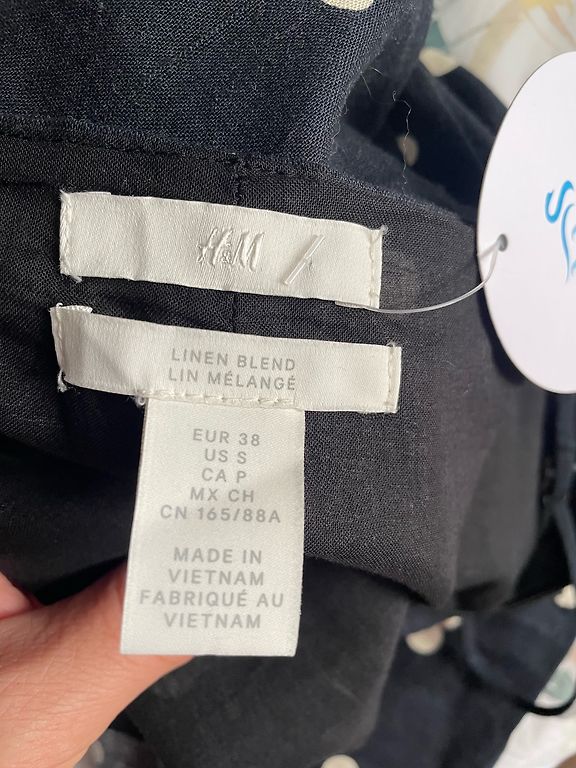 H&M
LINEN BLEND
LIN MÉLANGÉ
EUR 38
US S
CA P
MX CH
CN 165/88A
MADE IN
VIETNAM
FABRIQUÉ AU
VIETNAM